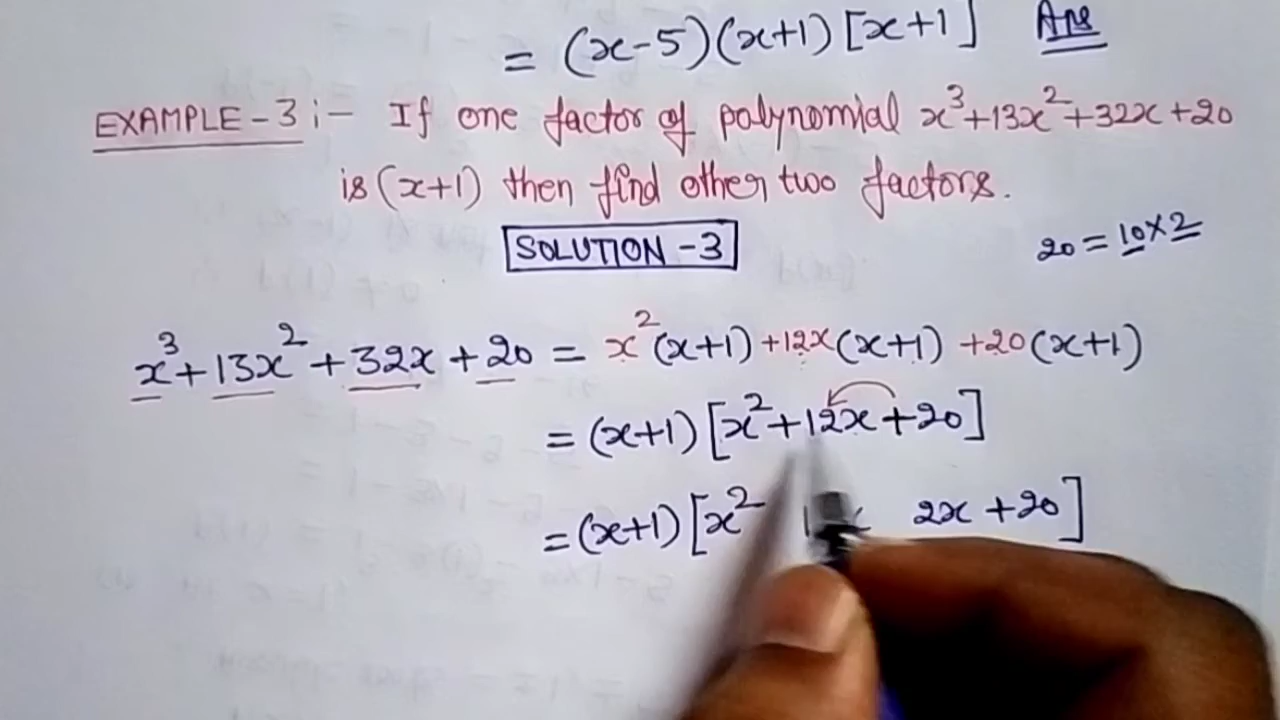 = (x-5)(x+1)[x+1] Ans
EXAMPLE-3:- If one factor of polynomial x³+13x²+32x+20
is (x+1) then find other two factors.
SOLUTION-3
20 = 10×2
x³+13x²+32x+20 = x²(x+1)+12x(x+1)+20(x+1)
= (x+1)[x²+12x+20]
= (x+1)[x² 2x+20]